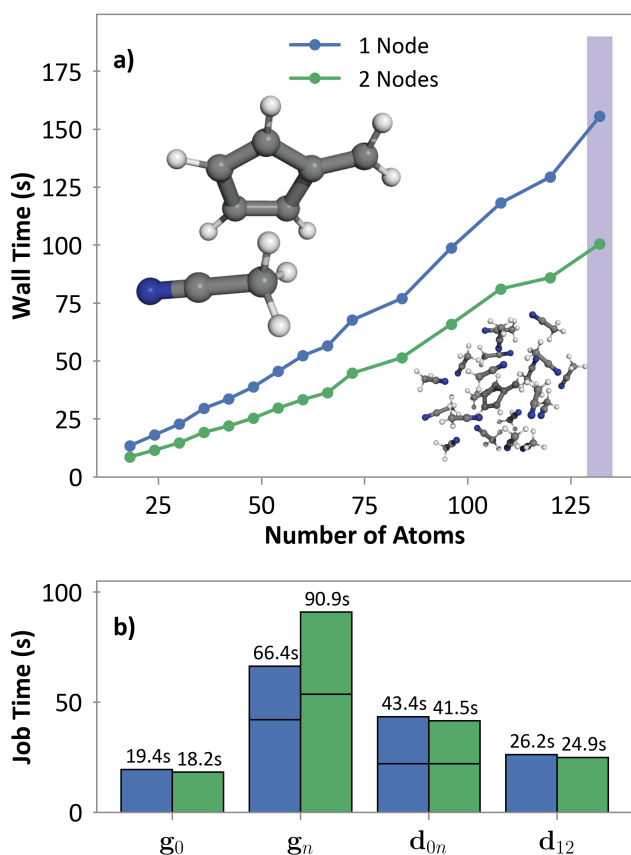 a)
1 Node
2 Nodes
Wall Time (s)
175
150
125
100
75
50
25
0
25
50
75
100
125
Number of Atoms
b)
Job Time (s)
100
50
0
19.4s
18.2s
66.4s
90.9s
43.4s
41.5s
26.2s
24.9s
g₀
gₙ
d₀ₙ
d₁₂